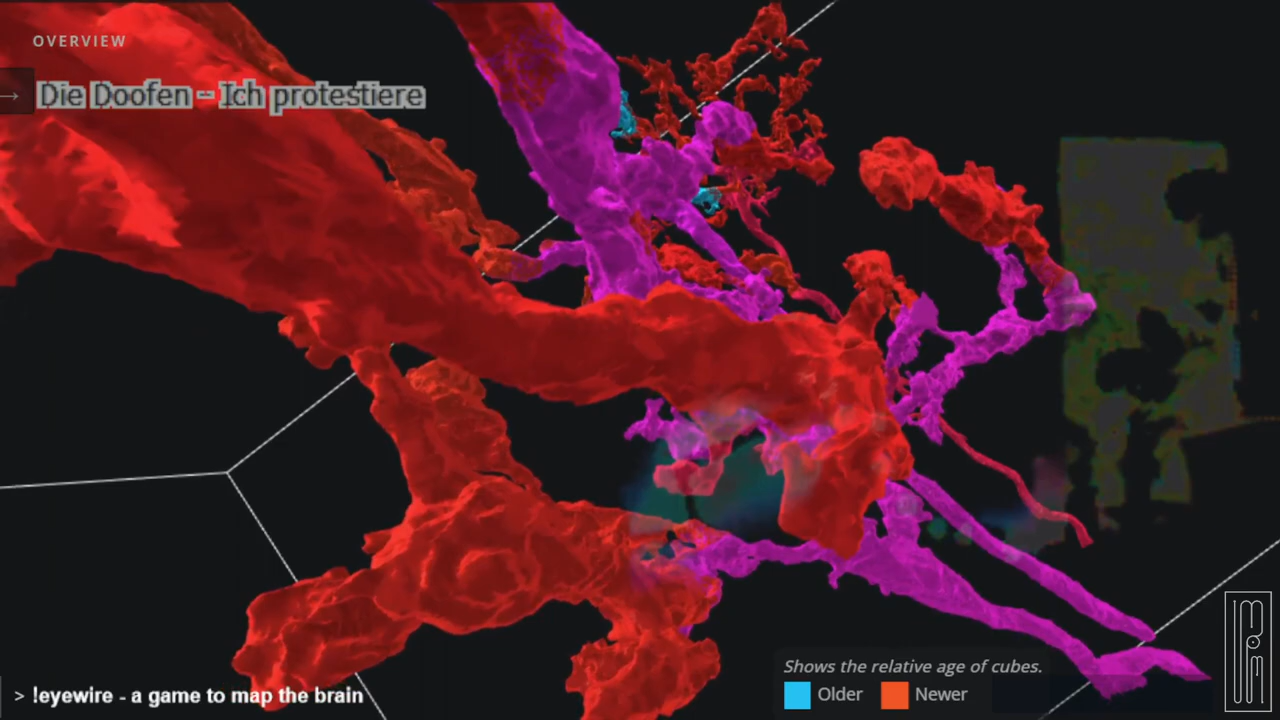 OVERVIEW
→ Die Doofen - Ich protestiere
Shows the relative age of cubes.
Older Newer
> !eyewire - a game to map the brain